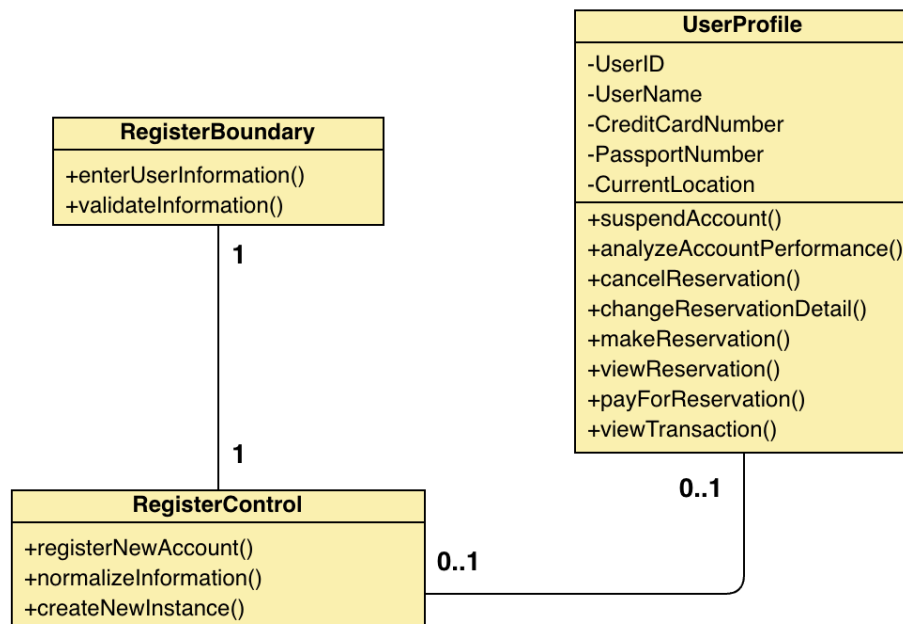 UserProfile
-UserID
-UserName
-CreditCardNumber
-PassportNumber
-CurrentLocation
+suspendAccount()
+analyzeAccountPerformance()
+cancelReservation()
+changeReservationDetail()
+makeReservation()
+viewReservation()
+payForReservation()
+viewTransaction()
RegisterBoundary
+enterUserInformation()
+validateInformation()
1
1
0..1
RegisterControl
+registerNewAccount()
+normalizeInformation()
+createNewInstance()
0..1